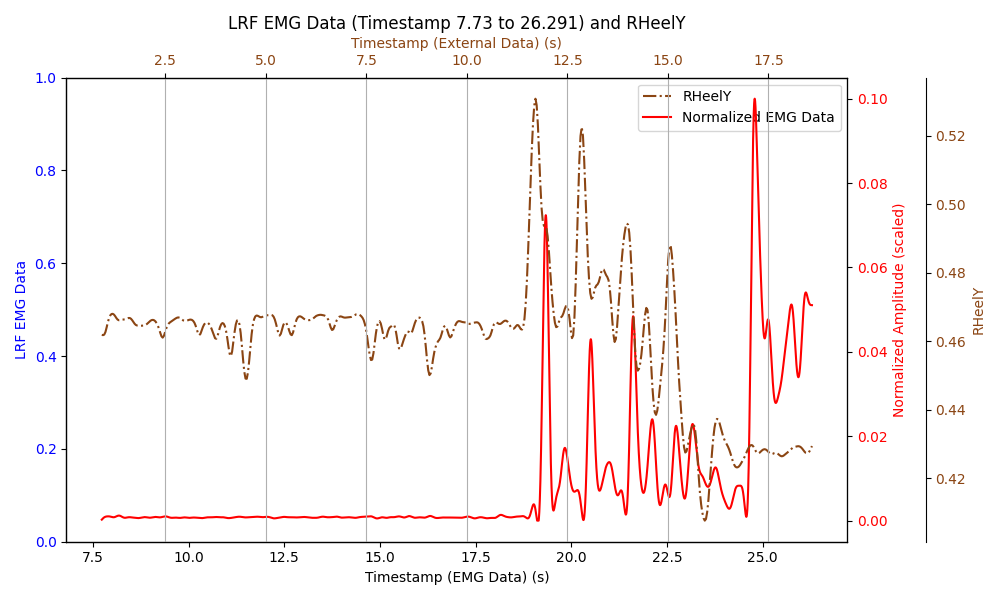 LRF EMG Data (Timestamp 7.73 to 26.291) and RHeelY
Timestamp (External Data) (s)
2.5 5.0 7.5 10.0 12.5 15.0 17.5
RHeelY
Normalized EMG Data
1.0
0.8
0.6
0.4
0.2
0.0
LRF EMG Data
0.10
0.08
0.06
0.04
0.02
0.00
Normalized Amplitude (scaled)
0.52
0.50
0.48
0.46
0.44
0.42
RHeelY
7.5 10.0 12.5 15.0 17.5 20.0 22.5 25.0
Timestamp (EMG Data) (s)